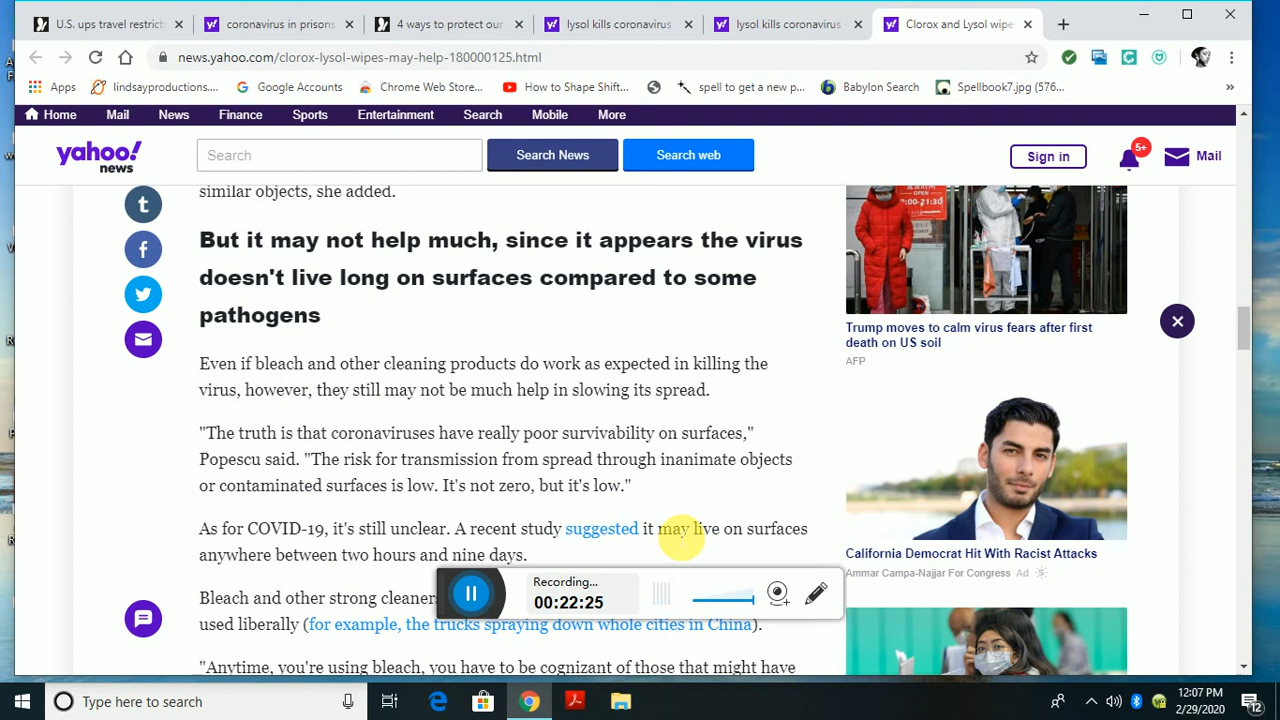 U.S. ups travel restrict
coronavirus in prisons
4 ways to protect our
lysol kills coronavirus
lysol kills coronavirus
Clorox and Lysol wipe
news.yahoo.com/clorox-lysol-wipes-may-help-180000125.html
Apps
lindsayproductions....
Google Account
Chrome Web Store...
How to Shape Shift...
spell to get a new p...
Babylon Search
Spellbook7.jpg (576...
»
Home
Mail
News
Finance
Sports
Entertainment
Search
Mobile
More
yahoo!
news
Search
Search News
Search web
Sign in
5+
Mail
similar objects, she added.
But it may not help much, since it appears the virus
doesn't live long on surfaces compared to some
pathogens
Even if bleach and other cleaning products do work as expected in killing the
virus, however, they still may not be much help in slowing its spread.
"The truth is that coronaviruses have really poor survivability on surfaces,"
Popescu said. "The risk for transmission from spread through inanimate objects
or contaminated surfaces is low. It's not zero, but it's low."
As for COVID-19, it's still unclear. A recent study suggested it may live on surfaces
anywhere between two hours and nine days.
Bleach and other strong cleaners
used liberally (for example, the trucks spraying down whole cities in China).
"Anytime, you're using bleach, you have to be cognizant of those that might have
Trump moves to calm virus fears after first
death on US soil
AFP
California Democrat Hit With Racist Attacks
Ammar Campa-Najjar For Congress Ad
Recording...
00:22:25
Type here to search
12:07 PM
2/29/2020
12